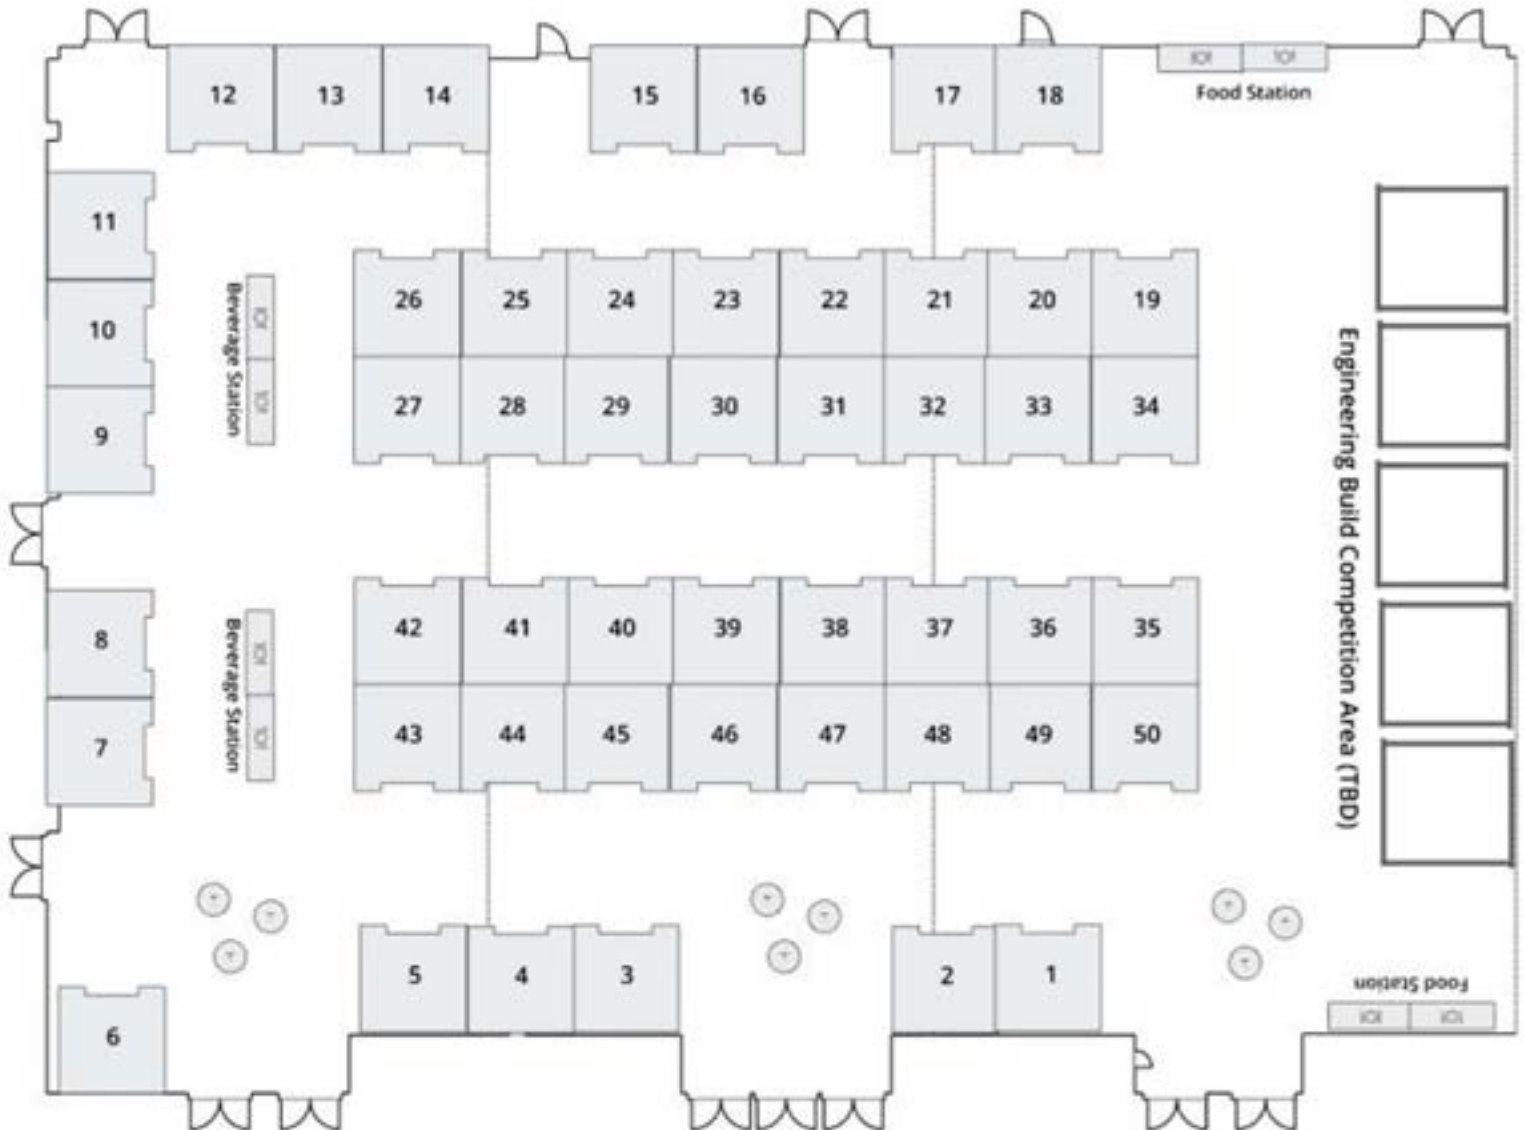 12 13 14 15 16 17 18
Food Station
11
10
9
Beverage Station
26 25 24 23 22 21 20 19
27 28 29 30 31 32 33 34
Engineering Build Competition Area (TBD)
8
7
Beverage Station
42 41 40 39 38 37 36 35
43 44 45 46 47 48 49 50
5 4 3 2 1
Food Station
6